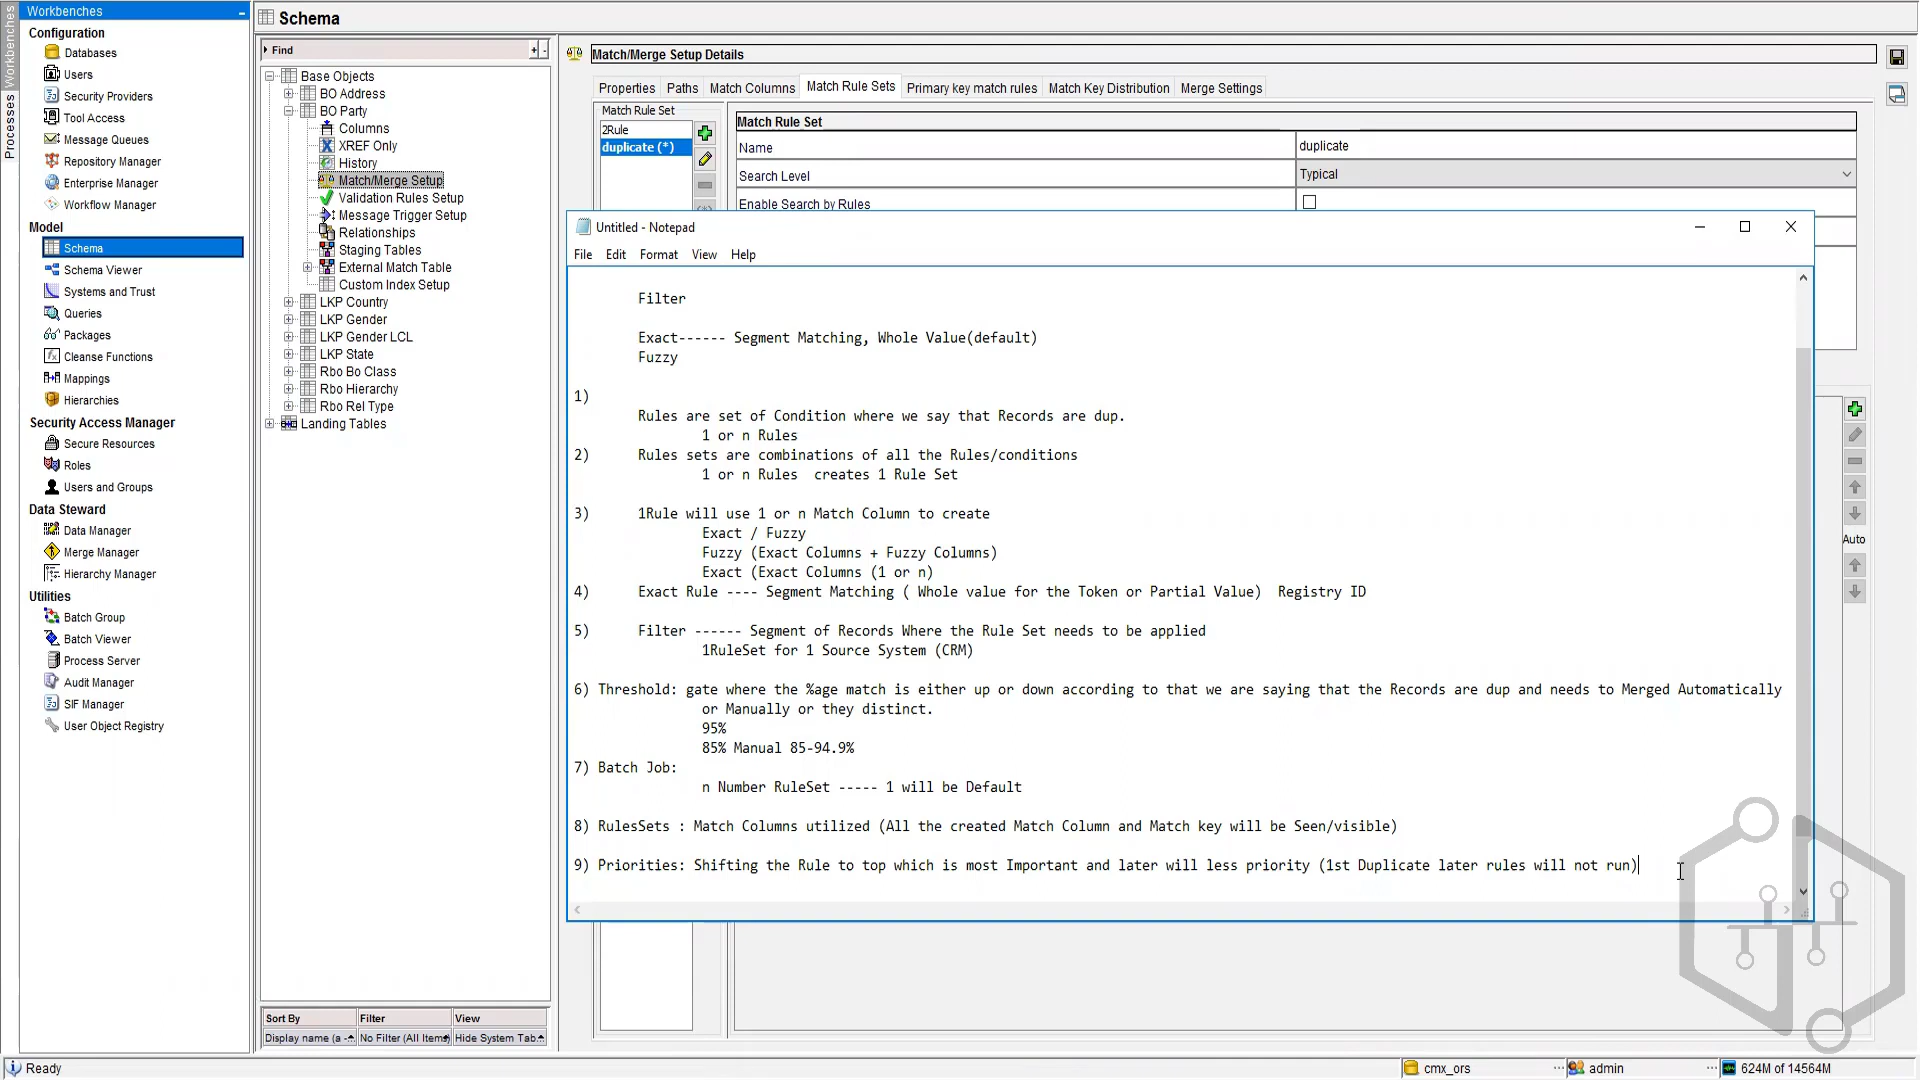 Workbenches
Processes
Workbenches
Configuration
Databases
Users
Security Providers
Tool Access
Message Queues
Repository Manager
Enterprise Manager
Workflow Manager
Model
Schema
Schema Viewer
Systems and Trust
Queries
Packages
Cleanse Functions
Mappings
Hierarchies
Security Access Manager
Secure Resources
Roles
Users and Groups
Data Steward
Data Manager
Merge Manager
Hierarchy Manager
Utilities
Batch Group
Batch Viewer
Process Server
Audit Manager
SIF Manager
User Object Registry
Schema
Find
Base Objects
BO Address
BO Party
Columns
XREF Only
History
Match/Merge Setup
Validation Rules Setup
Message Trigger Setup
Relationships
Staging Tables
External Match Table
Custom Index Setup
LKP Country
LKP Gender
LKP Gender LCL
LKP State
Rbo Bo Class
Rbo Hierarchy
Rbo Rel Type
Landing Tables
Sort By Filter View
Display name (a - No Filter (All Items) Hide System Tab..
Match/Merge Setup Details
Properties Paths Match Columns Match Rule Sets Primary key match rules Match Key Distribution Merge Settings
Match Rule Set
2Rule
duplicate (*)
Match Rule Set
Name duplicate
Search Level Typical
Enable Search by Rules
Auto
Untitled - Notepad
File Edit Format View Help
Filter
Exact------ Segment Matching, Whole Value(default)
Fuzzy
1)
Rules are set of Condition where we say that Records are dup.
1 or n Rules
2) Rules sets are combinations of all the Rules/conditions
1 or n Rules creates 1 Rule Set
3) 1Rule will use 1 or n Match Column to create
Exact / Fuzzy
Fuzzy (Exact Columns + Fuzzy Columns)
Exact (Exact Columns (1 or n)
4) Exact Rule ---- Segment Matching ( Whole value for the Token or Partial Value) Registry ID
5) Filter ------ Segment of Records Where the Rule Set needs to be applied
1RuleSet for 1 Source System (CRM)
6) Threshold: gate where the %age match is either up or down according to that we are saying that the Records are dup and needs to Merged Automatically
or Manually or they distinct.
95%
85% Manual 85-94.9%
7) Batch Job:
n Number RuleSet ----- 1 will be Default
8) RulesSets : Match Columns utilized (All the created Match Column and Match key will be Seen/visible)
9) Priorities: Shifting the Rule to top which is most Important and later will less priority (1st Duplicate later rules will not run)
Ready
cmx_ors
admin
624M of 14564M